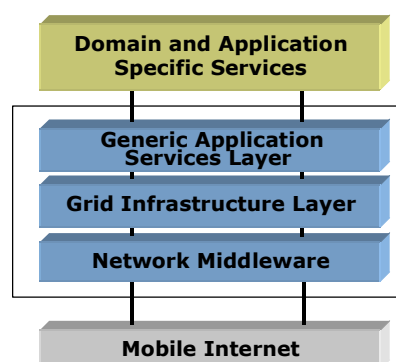 Domain and Application
Specific Services
Generic Application
Services Layer
Grid Infrastructure Layer
Network Middleware
Mobile Internet